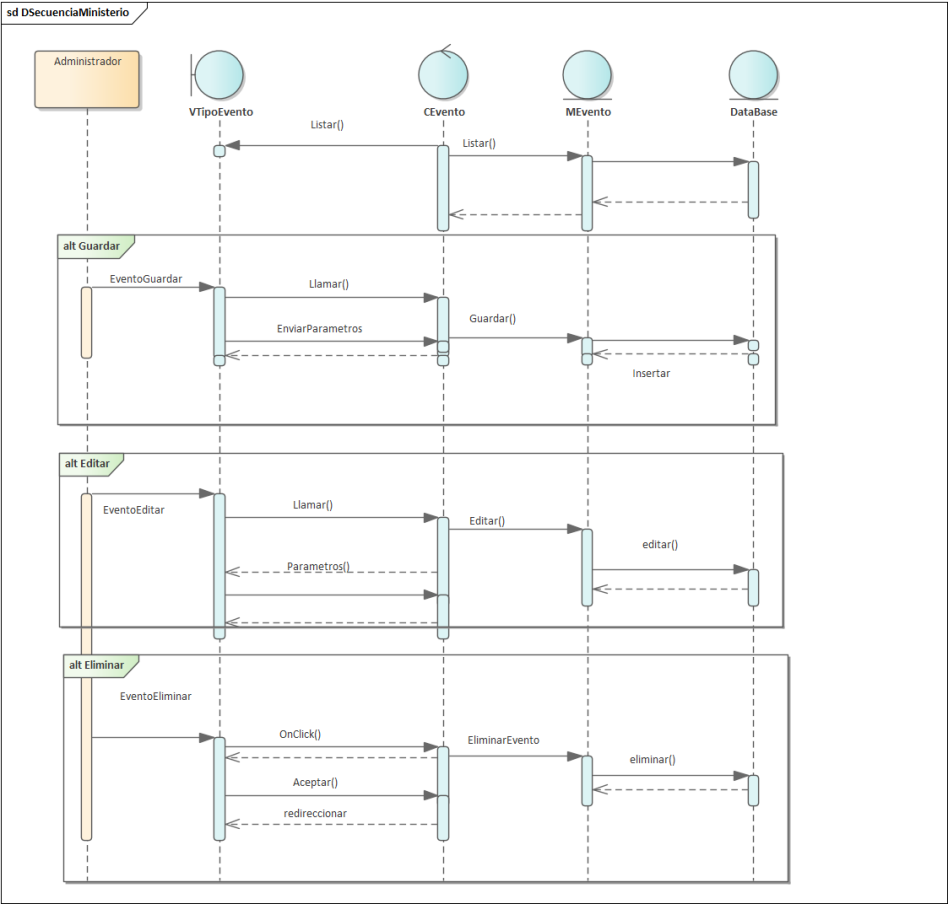 sd DSecuenciaMinisterio
Administrador
VTipoEvento
CEvento
MEvento
DataBase
Listar()
Listar()
alt Guardar
EventoGuardar
Llamar()
Guardar()
EnviarParametros
Insertar
alt Editar
EventoEditar
Llamar()
Editar()
editar()
Parametros()
alt Eliminar
EventoEliminar
OnClick()
EliminarEvento
eliminar()
Aceptar()
redireccionar